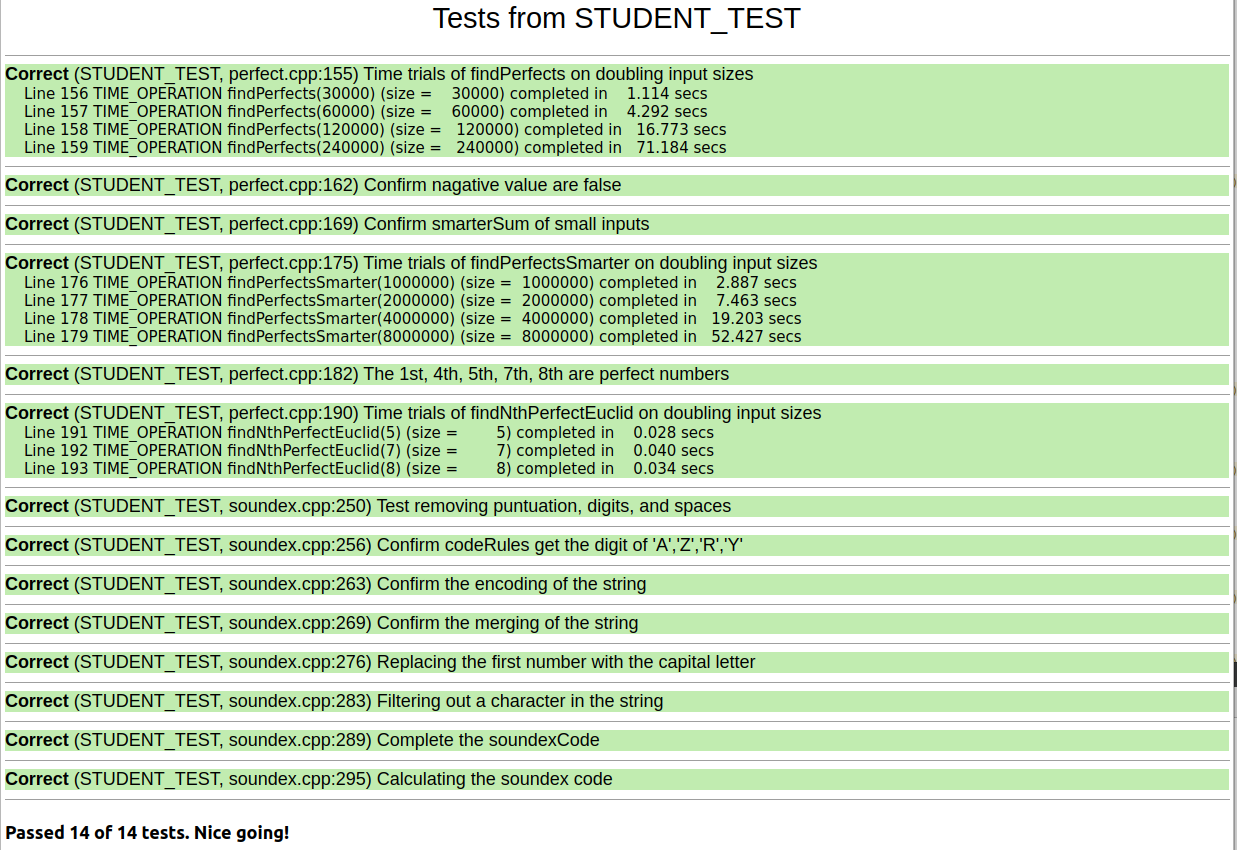 Tests from STUDENT_TEST
Correct (STUDENT_TEST, perfect.cpp:155) Time trials of findPerfects on doubling input sizes
Line 156 TIME_OPERATION findPerfects(30000) (size = 30000) completed in 1.114 secs
Line 157 TIME_OPERATION findPerfects(60000) (size = 60000) completed in 4.292 secs
Line 158 TIME_OPERATION findPerfects(120000) (size = 120000) completed in 16.773 secs
Line 159 TIME_OPERATION findPerfects(240000) (size = 240000) completed in 71.184 secs
Correct (STUDENT_TEST, perfect.cpp:162) Confirm nagative value are false
Correct (STUDENT_TEST, perfect.cpp:169) Confirm smarterSum of small inputs
Correct (STUDENT_TEST, perfect.cpp:175) Time trials of findPerfectsSmarter on doubling input sizes
Line 176 TIME_OPERATION findPerfectsSmarter(1000000) (size = 1000000) completed in 2.887 secs
Line 177 TIME_OPERATION findPerfectsSmarter(2000000) (size = 2000000) completed in 7.463 secs
Line 178 TIME_OPERATION findPerfectsSmarter(4000000) (size = 4000000) completed in 19.203 secs
Line 179 TIME_OPERATION findPerfectsSmarter(8000000) (size = 8000000) completed in 52.427 secs
Correct (STUDENT_TEST, perfect.cpp:182) The 1st, 4th, 5th, 7th, 8th are perfect numbers
Correct (STUDENT_TEST, perfect.cpp:190) Time trials of findNthPerfectEuclid on doubling input sizes
Line 191 TIME_OPERATION findNthPerfectEuclid(5) (size = 5) completed in 0.028 secs
Line 192 TIME_OPERATION findNthPerfectEuclid(7) (size = 7) completed in 0.040 secs
Line 193 TIME_OPERATION findNthPerfectEuclid(8) (size = 8) completed in 0.034 secs
Correct (STUDENT_TEST, soundex.cpp:250) Test removing puntuation, digits, and spaces
Correct (STUDENT_TEST, soundex.cpp:256) Confirm codeRules get the digit of 'A','Z','R','Y'
Correct (STUDENT_TEST, soundex.cpp:263) Confirm the encoding of the string
Correct (STUDENT_TEST, soundex.cpp:269) Confirm the merging of the string
Correct (STUDENT_TEST, soundex.cpp:276) Replacing the first number with the capital letter
Correct (STUDENT_TEST, soundex.cpp:283) Filtering out a character in the string
Correct (STUDENT_TEST, soundex.cpp:289) Complete the soundexCode
Correct (STUDENT_TEST, soundex.cpp:295) Calculating the soundex code
Passed 14 of 14 tests. Nice going!